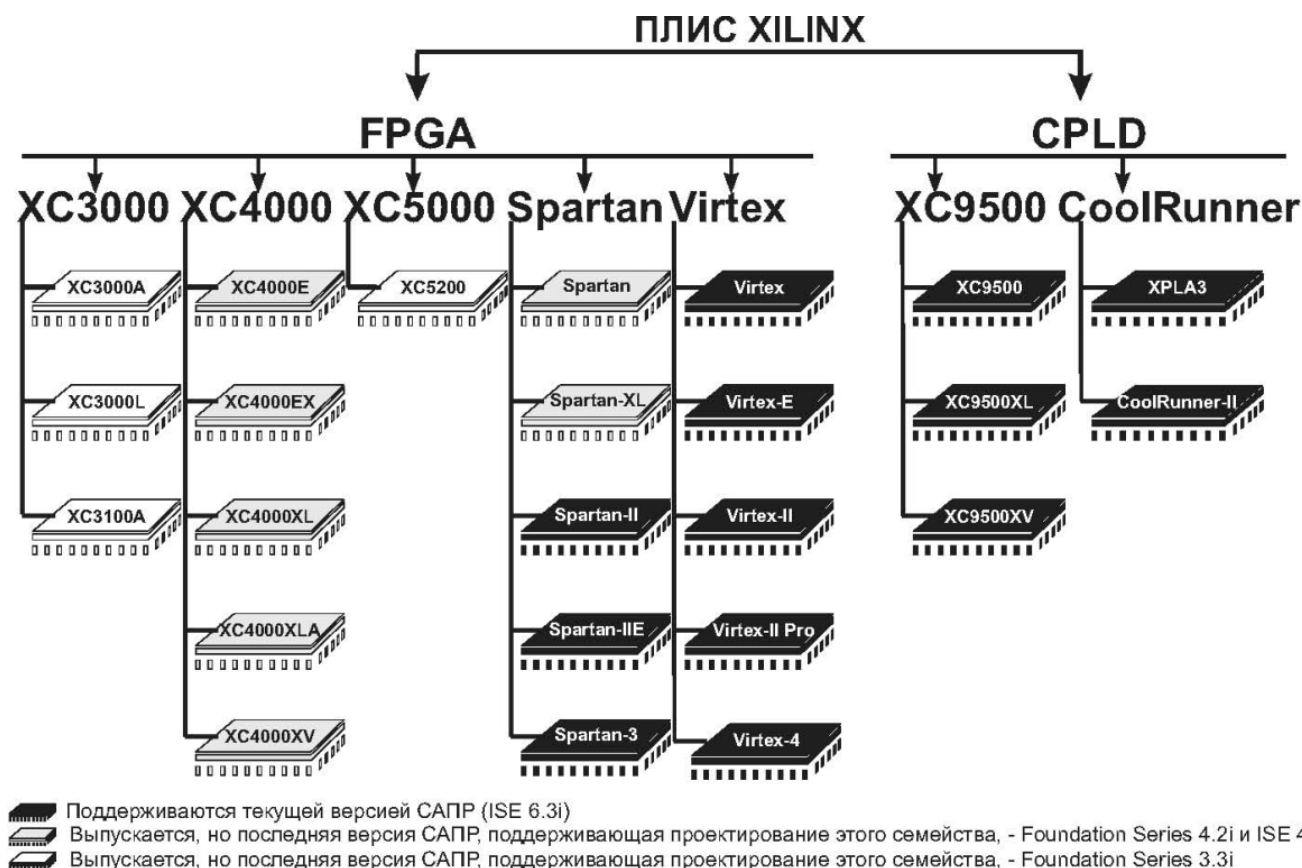 ПЛИС XILINX
FPGA CPLD
XC3000 XC4000 XC5000 Spartan Virtex XC9500 CoolRunner
XC3000A XC4000E XC5200 Spartan Virtex XC9500 XPLA3
XC3000L XC4000EX Spartan-XL Virtex-E XC9500XL CoolRunner-II
XC3100A XC4000XL Spartan-II Virtex-II XC9500XV
XC4000XLA Spartan-IIE Virtex-II Pro
XC4000XV Spartan-3 Virtex-4
Поддерживаются текущей версией САПР (ISE 6.3i)
Выпускается, но последняя версия САПР, поддерживающая проектирование этого семейства, - Foundation Series 4.2i и ISE 4
Выпускается, но последняя версия САПР, поддерживающая проектирование этого семейства, - Foundation Series 3.3i